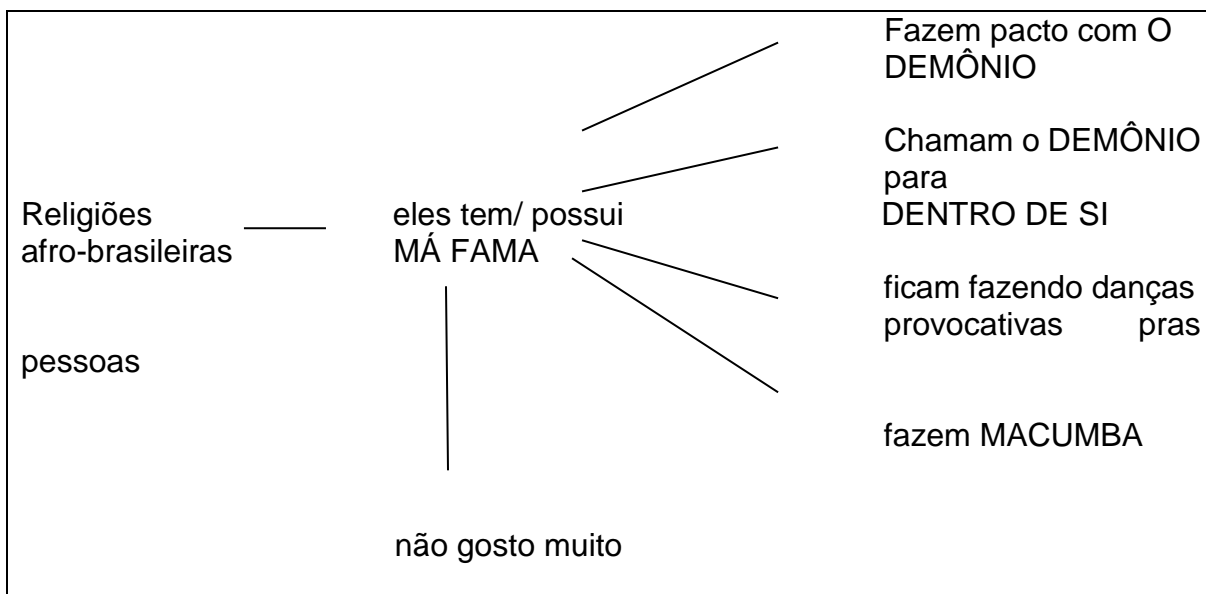 Religiões
afro-brasileiras
pessoas
eles tem/ possui
MÁ FAMA
não gosto muito
Fazem pacto com O
DEMÔNIO
Chamam o DEMÔNIO
para
DENTRO DE SI
ficam fazendo danças
provocativas pras
fazem MACUMBA